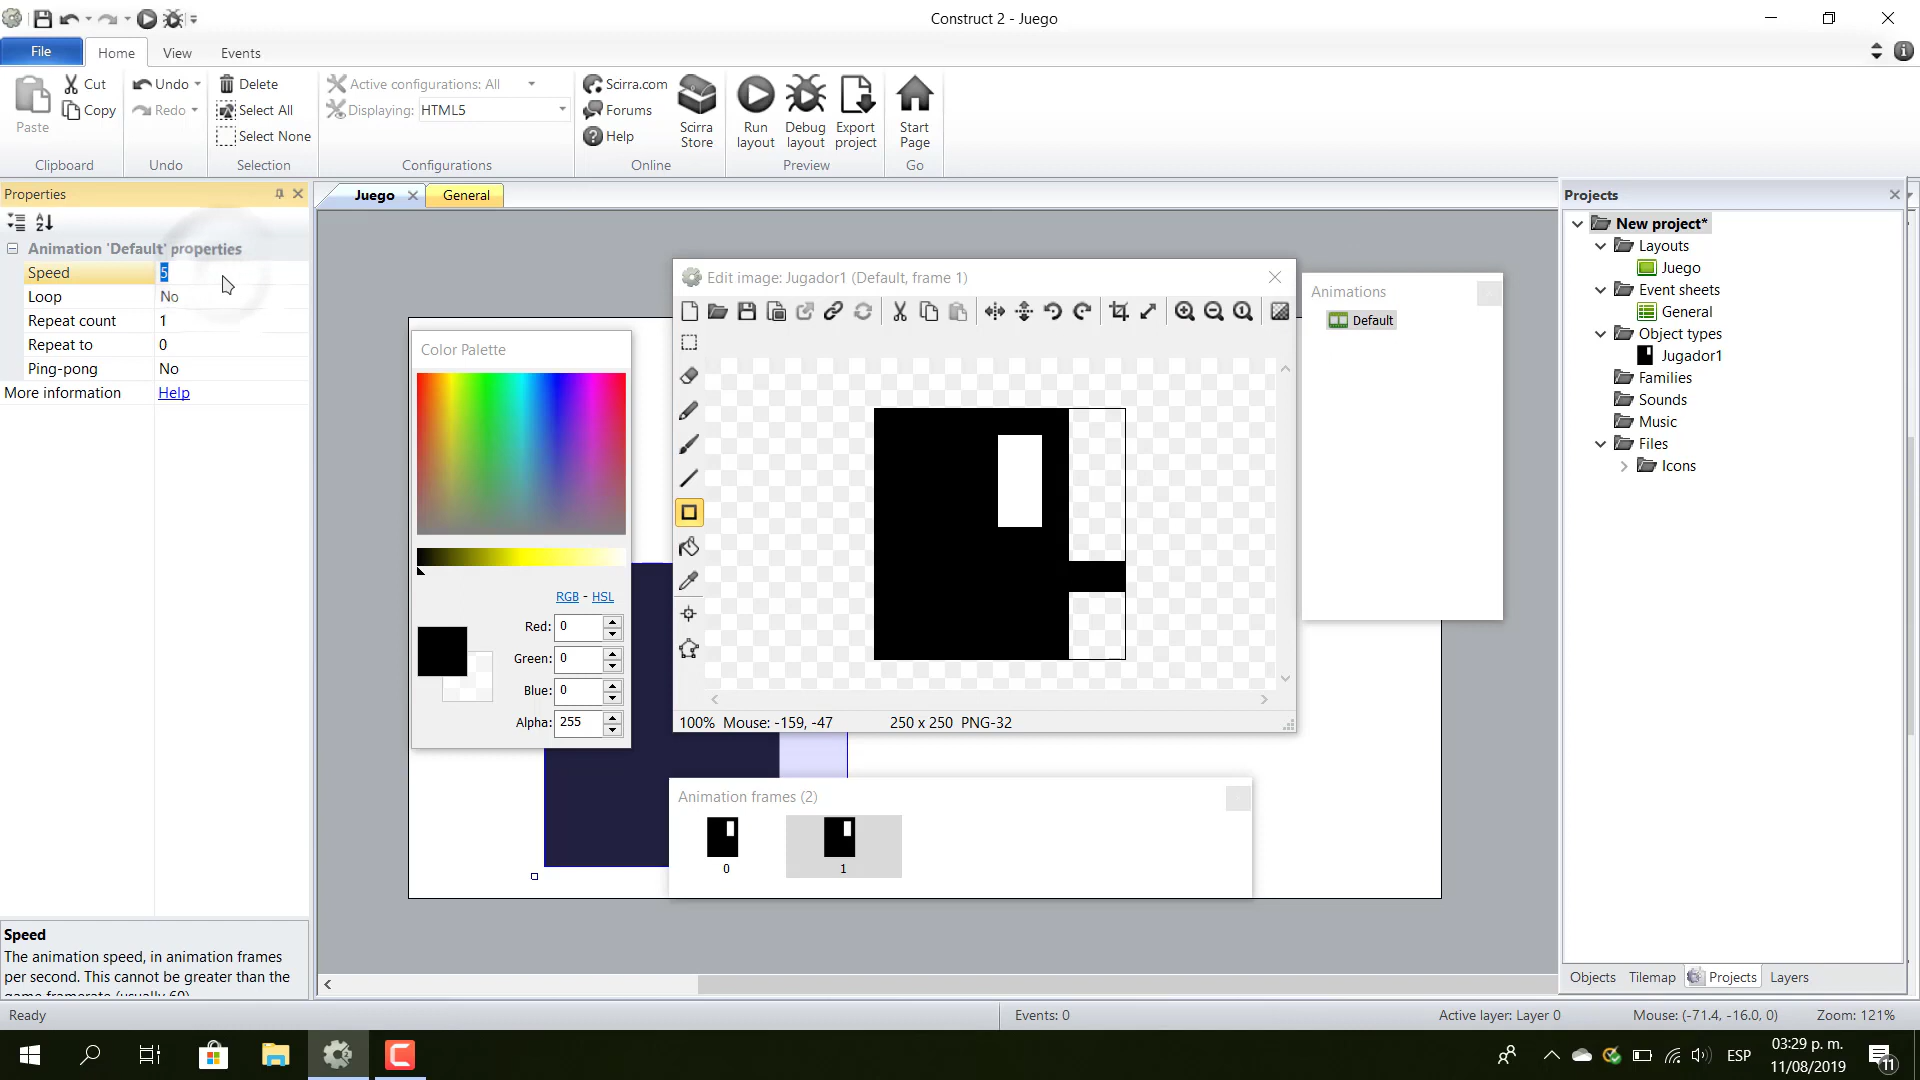 Construct 2 - Juego
File
Home
View
Events
Paste
Cut
Copy
Clipboard
Undo
Redo
Undo
Delete
Select All
Select None
Selection
Active configurations: All
Displaying: HTML5
Configurations
Scirra.com
Forums
Help
Scirra Store
Online
Run layout
Debug layout
Export project
Preview
Start Page
Go
Properties
Animation 'Default' properties
Speed 5
Loop No
Repeat count 1
Repeat to 0
Ping-pong No
More information Help
Speed
The animation speed, in animation frames
per second. This cannot be greater than the
game framerate (usually 60)
Juego
General
Color Palette
RGB - HSL
Red: 0
Green: 0
Blue: 0
Alpha: 255
Edit image: Jugador1 (Default, frame 1)
100% Mouse: -159, -47 250 x 250 PNG-32
Animations
Default
Animation frames (2)
0
1
Projects
New project*
Layouts
Juego
Event sheets
General
Object types
Jugador1
Families
Sounds
Music
Files
Icons
Objects
Tilemap
Projects
Layers
Ready
Events: 0
Active layer: Layer 0
Mouse: (-71.4, -16.0, 0)
Zoom: 121%
ESP
03:29 p. m.
11/08/2019
11